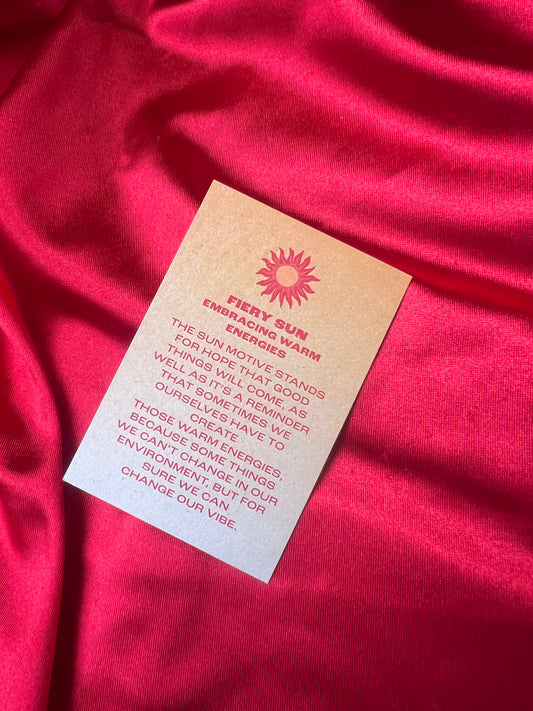 FIERY SUN
EMBRACING WARM
ENERGIES
THE SUN MOTIVE STANDS
FOR HOPE THAT GOOD
THINGS WILL COME, AS
WELL AS IT'S A REMINDER
THAT SOMETIMES WE
OURSELVES HAVE TO
CREATE
THOSE WARM ENERGIES,
BECAUSE SOME THINGS
WE CAN'T CHANGE IN OUR
ENVIRONMENT, BUT FOR
SURE WE CAN
CHANGE OUR VIBE.